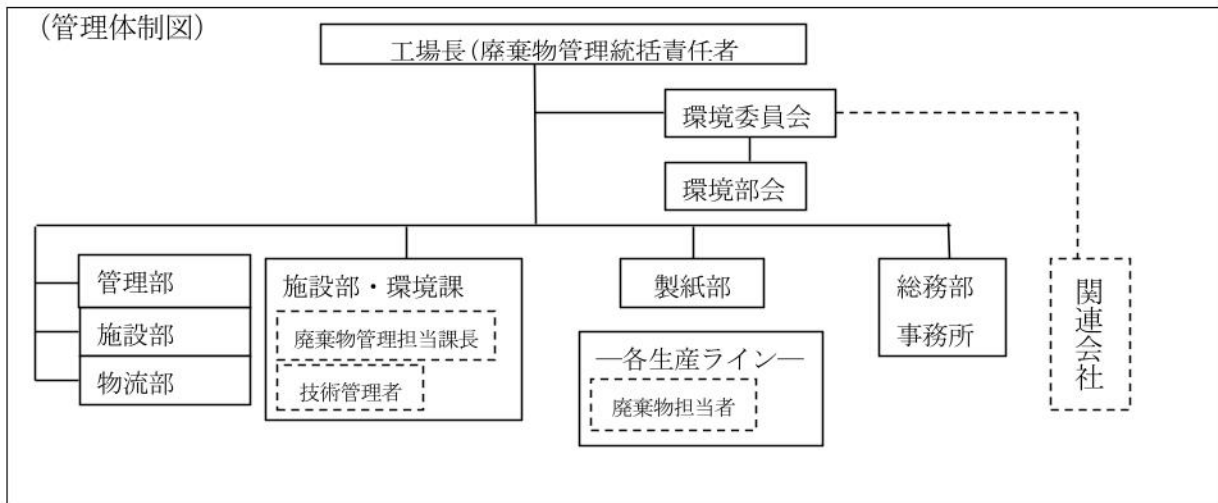 (管理体制図)
工場長(廃棄物管理統括責任者
環境委員会
環境部会
管理部
施設部
物流部
施設部・環境課
廃棄物管理担当課長
技術管理者
製紙部
―各生産ライン―
廃棄物担当者
総務部
事務所
関連会社